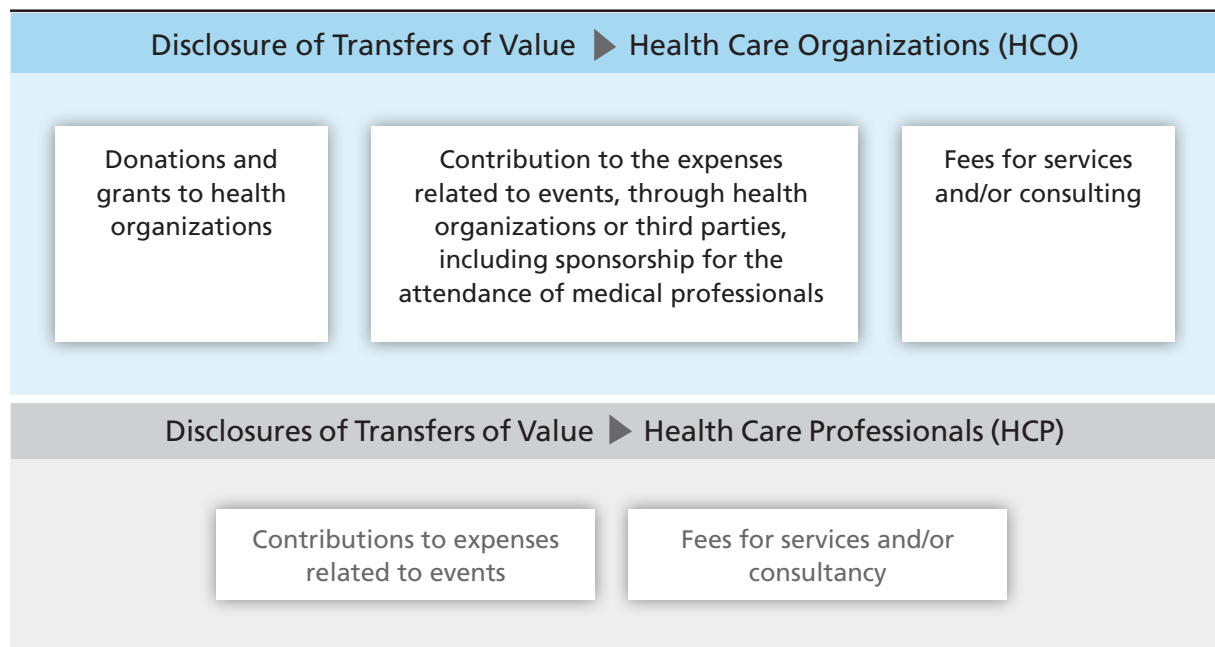 Disclosure of Transfers of Value ▶ Health Care Organizations (HCO)
Donations and
grants to health
organizations
Contribution to the expenses
related to events, through health
organizations or third parties,
including sponsorship for the
attendance of medical professionals
Fees for services
and/or consulting
Disclosures of Transfers of Value ▶ Health Care Professionals (HCP)
Contributions to expenses
related to events
Fees for services and/or
consultancy